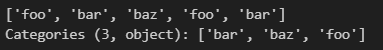 ['foo', 'bar', 'baz', 'foo', 'bar']
Categories (3, object): ['bar', 'baz', 'foo']